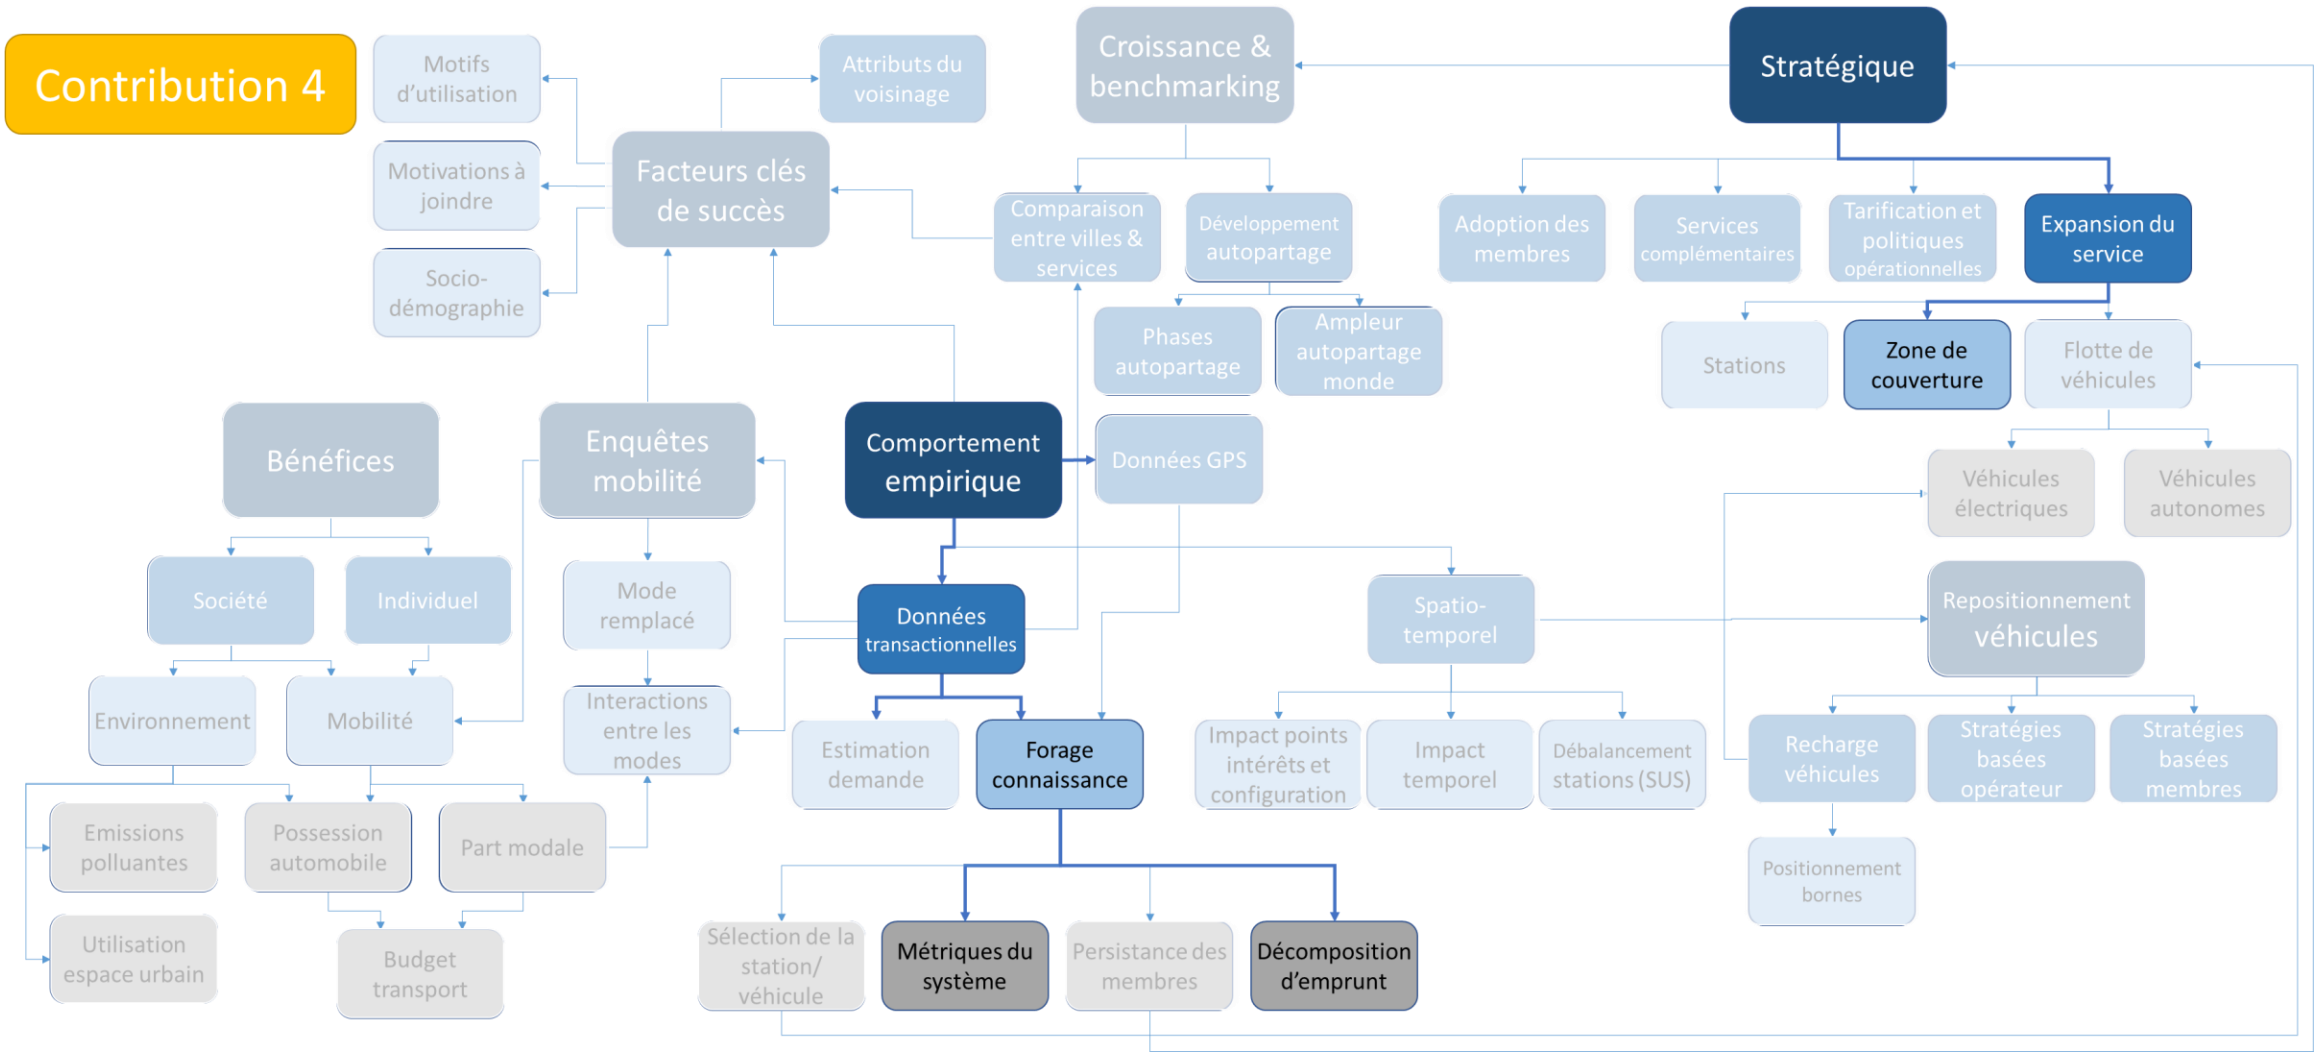 Contribution 4
Motifs
d’utilisation
Motivations à
joindre
Socio-
démographie
Attributs du
voisinage
Facteurs clés
de succès
Croissance &
benchmarking
Comparaison
entre villes &
services
Développement
autopartage
Phases
autopartage
Ampleur
autopartage
monde
Stratégique
Adoption des
membres
Services
complémentaires
Tarification et
politiques
opérationnelles
Expansion du
service
Stations
Zone de
couverture
Flotte de
véhicules
Véhicules
électriques
Véhicules
autonomes
Bénéfices
Société
Individuel
Environnement
Mobilité
Emissions
polluantes
Possession
automobile
Part modale
Utilisation
espace urbain
Budget
transport
Enquêtes
mobilité
Mode
remplacé
Interactions
entre les
modes
Comportement
empirique
Données GPS
Données
transactionnelles
Estimation
demande
Forage
connaissance
Sélection de la
station/
véhicule
Métriques du
système
Persistance des
membres
Décomposition
d’emprunt
Spatio-
temporel
Impact points
intérêts et
configuration
Impact
temporel
Débalancement
stations (SUS)
Repositionnement
véhicules
Recharge
véhicules
Stratégies
basées
opérateur
Stratégies
basées
membres
Positionnement
bornes